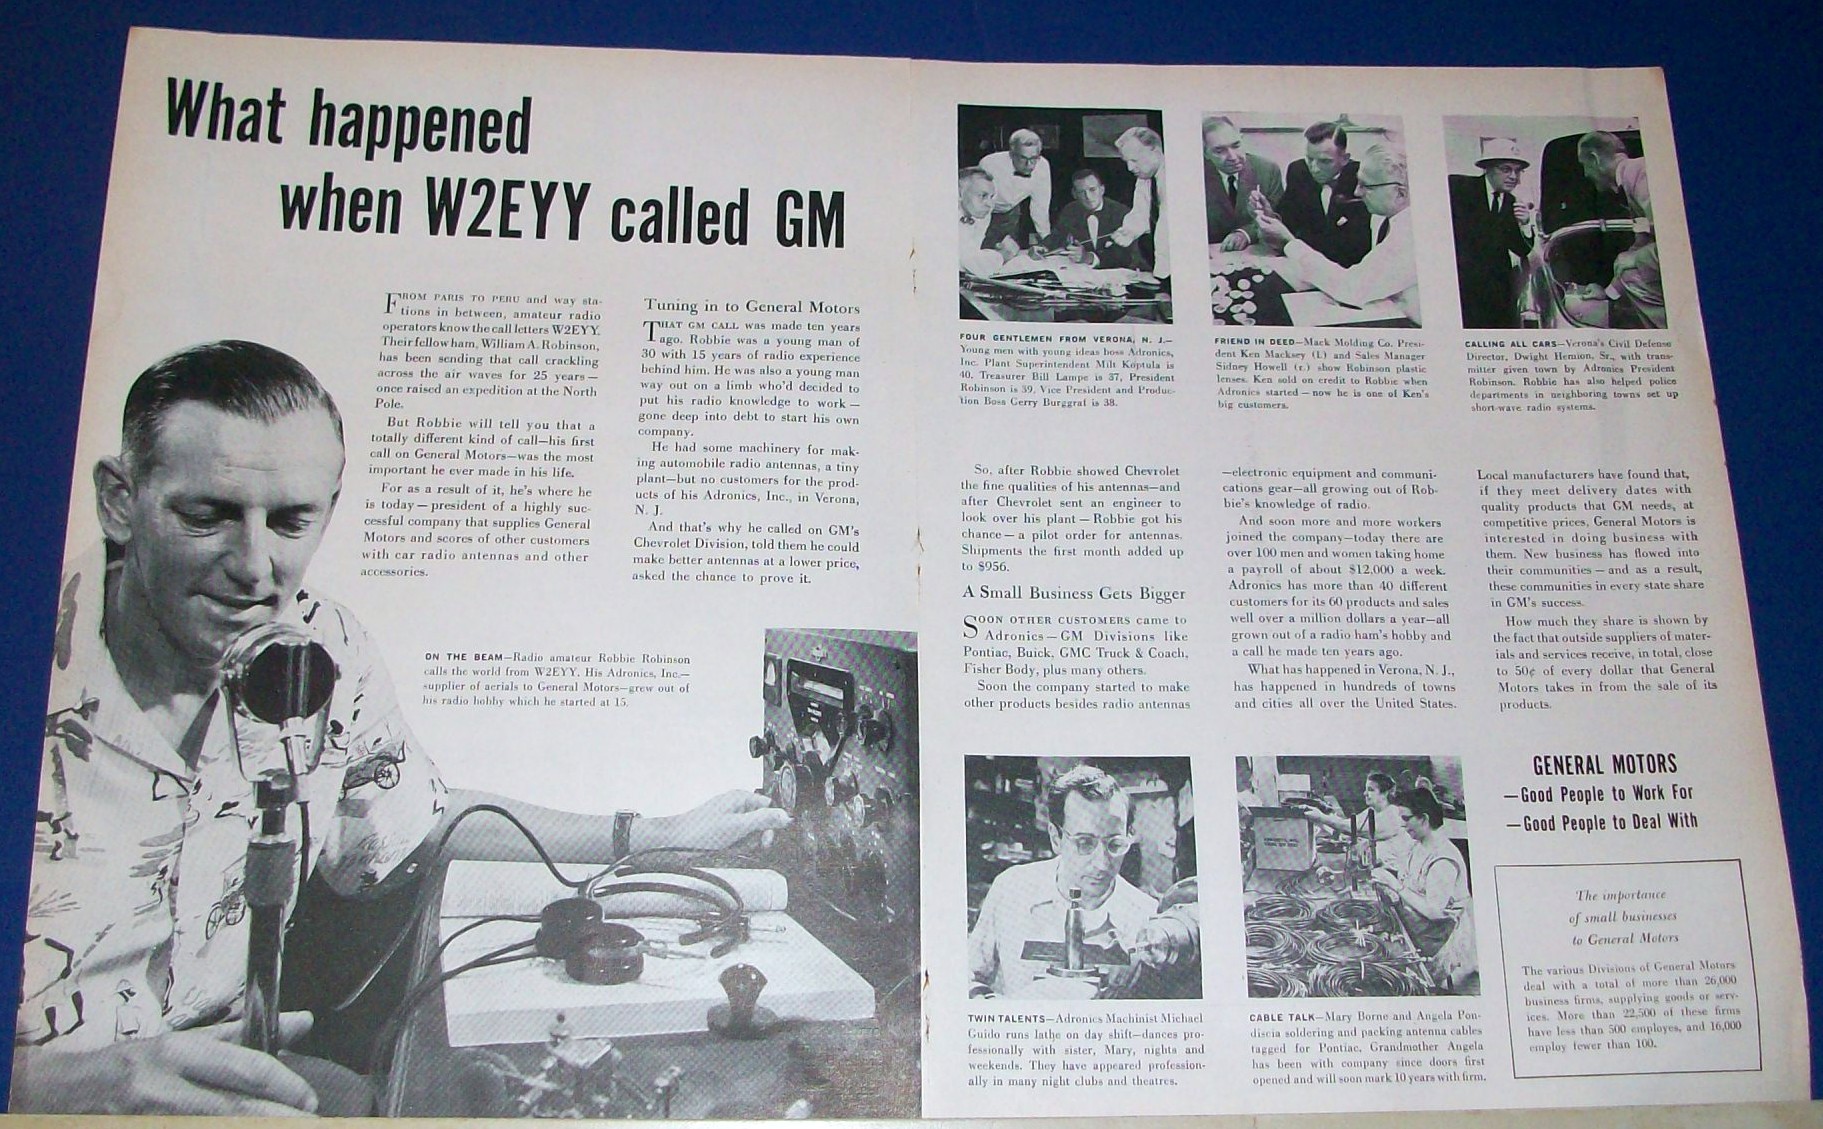 What happened
when W2EYY called GM
FROM PARIS TO PERU and way sta-
tions in between, amateur radio
operators know the call letters W2EYY.
Their fellow ham, William A. Robinson,
has been sending that call crackling
across the air waves for 25 years —
once raised an expedition at the North
Pole.
But Robbie will tell you that a
totally different kind of call—his first
call on General Motors—was the most
important he ever made in his life.
For as a result of it, he's where he
is today — president of a highly suc-
cessful company that supplies General
Motors and scores of other customers
with car radio antennas and other
accessories.
Tuning in to General Motors
THAT GM CALL was made ten years
ago. Robbie was a young man of
30 with 15 years of radio experience
behind him. He was also a young man
way out on a limb who'd decided to
put his radio knowledge to work —
gone deep into debt to start his own
company.
He had some machinery for mak-
ing automobile radio antennas, a tiny
plant—but no customers for the prod-
ucts of his Adronics, Inc., in Verona,
N. J.
And that's why he called on GM's
Chevrolet Division, told them he could
make better antennas at a lower price,
asked the chance to prove it.
ON THE BEAM—Radio amateur Robbie Robinson
calls the world from W2EYY. His Adronics, Inc.—
supplier of aerials to General Motors—grew out of
his radio hobby which he started at 15.
FOUR GENTLEMEN FROM VERONA, N. J.—
Young men with young ideas boss Adronics,
Inc. Plant Superintendent Milt Koptula is
40, Treasurer Bill Lampe is 37, President
Robinson is 39, Vice President and Produc-
tion Boss Gerry Burggraf is 38.
FRIEND IN DEED—Mack Molding Co. Presi-
dent Ken Macksey (l.) and Sales Manager
Sidney Howell (r.) show Robinson plastic
lenses. Ken sold on credit to Robbie when
Adronics started—now he is one of Ken's
big customers.
CALLING ALL CARS—Verona's Civil Defense
Director, Dwight Hemion, Sr., with trans-
mitter given town by Adronics President
Robinson. Robbie has also helped police
departments in neighboring towns set up
short-wave radio systems.
So, after Robbie showed Chevrolet
the fine qualities of his antennas—and
after Chevrolet sent an engineer to
look over his plant — Robbie got his
chance — a pilot order for antennas.
Shipments the first month added up
to $956.
A Small Business Gets Bigger
SOON OTHER CUSTOMERS came to
Adronics — GM Divisions like
Pontiac, Buick, GMC Truck & Coach,
Fisher Body, plus many others.
Soon the company started to make
other products besides radio antennas
—electronic equipment and communi-
cations gear—all growing out of Rob-
bie's knowledge of radio.
And soon more and more workers
joined the company—today there are
over 100 men and women taking home
a payroll of about $12,000 a week.
Adronics has more than 40 different
customers for its 60 products and sales
well over a million dollars a year—all
grown out of a radio ham's hobby and
a call he made ten years ago.
What has happened in Verona, N. J.,
has happened in hundreds of towns
and cities all over the United States.
Local manufacturers have found that,
if they meet delivery dates with
quality products that GM needs, at
competitive prices, General Motors is
interested in doing business with
them. New business has flowed into
their communities — and as a result,
these communities in every state share
in GM's success.
How much they share is shown by
the fact that outside suppliers of mater-
ials and services receive, in total, close
to 50¢ of every dollar that General
Motors takes in from the sale of its
products.
TWIN TALENTS—Adronics Machinist Michael
Guido runs lathe on day shift—dances pro-
fessionally with sister, Mary, nights and
weekends. They have appeared profession-
ally in many night clubs and theatres.
CABLE TALK—Mary Borne and Angela Pon-
discia soldering and packing antenna cables
tagged for Pontiac. Grandmother Angela
has been with company since doors first
opened and will soon mark 10 years with firm.
GENERAL MOTORS
—Good People to Work For
—Good People to Deal With
The importance
of small businesses
to General Motors
The various Divisions of General Motors
deal with a total of more than 26,000
business firms, supplying goods or serv-
ices. More than 22,500 of these firms
have less than 500 employes, and 16,000
employ fewer than 100.